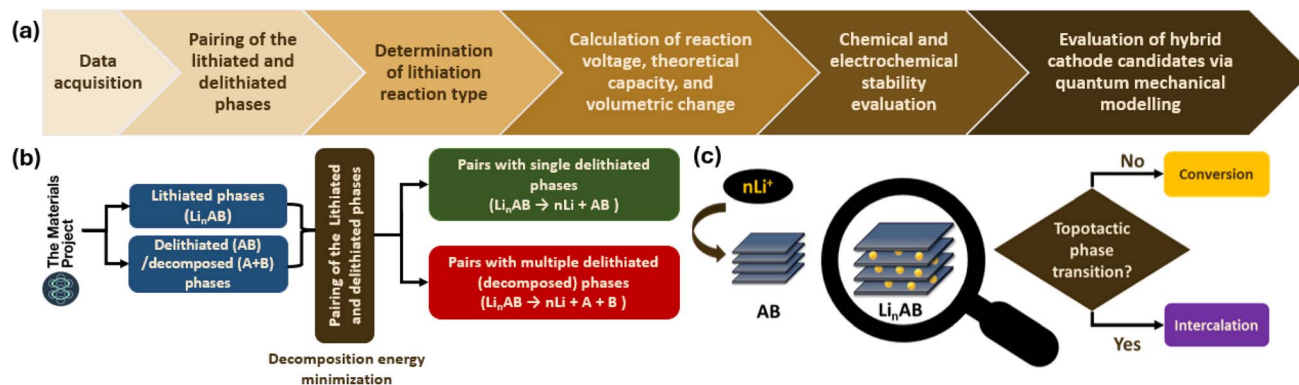 (a)
Data
acquisition
Pairing of the
lithiated and
delithiated
phases
Determination
of lithiation
reaction type
Calculation of reaction
voltage, theoretical
capacity, and
volumetric change
Chemical and
electrochemical
stability
evaluation
Evaluation of hybrid
cathode candidates via
quantum mechanical
modelling
(b)
The Materials
Project
Lithiated phases
(LiₙAB)
Delithiated (AB)
/decomposed (A+B)
phases
Pairing of the Lithiated
and delithiated phases
Decomposition energy
minimization
Pairs with single delithiated
phases
(LiₙAB → nLi + AB )
Pairs with multiple delithiated
(decomposed) phases
(LiₙAB → nLi + A + B )
(c)
nLi⁺
AB
LiₙAB
Topotactic
phase
transition?
No
Conversion
Yes
Intercalation